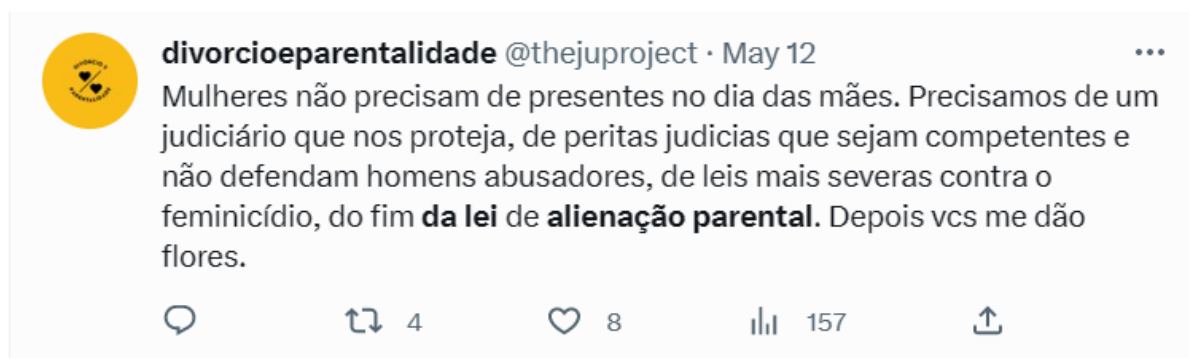 divorcioeparentalidade @thejuproject · May 12
Mulheres não precisam de presentes no dia das mães. Precisamos de um
judiciário que nos proteja, de peritas judicias que sejam competentes e
não defendam homens abusadores, de leis mais severas contra o
feminicídio, do fim da lei de alienação parental. Depois vcs me dão
flores.
4 8 157